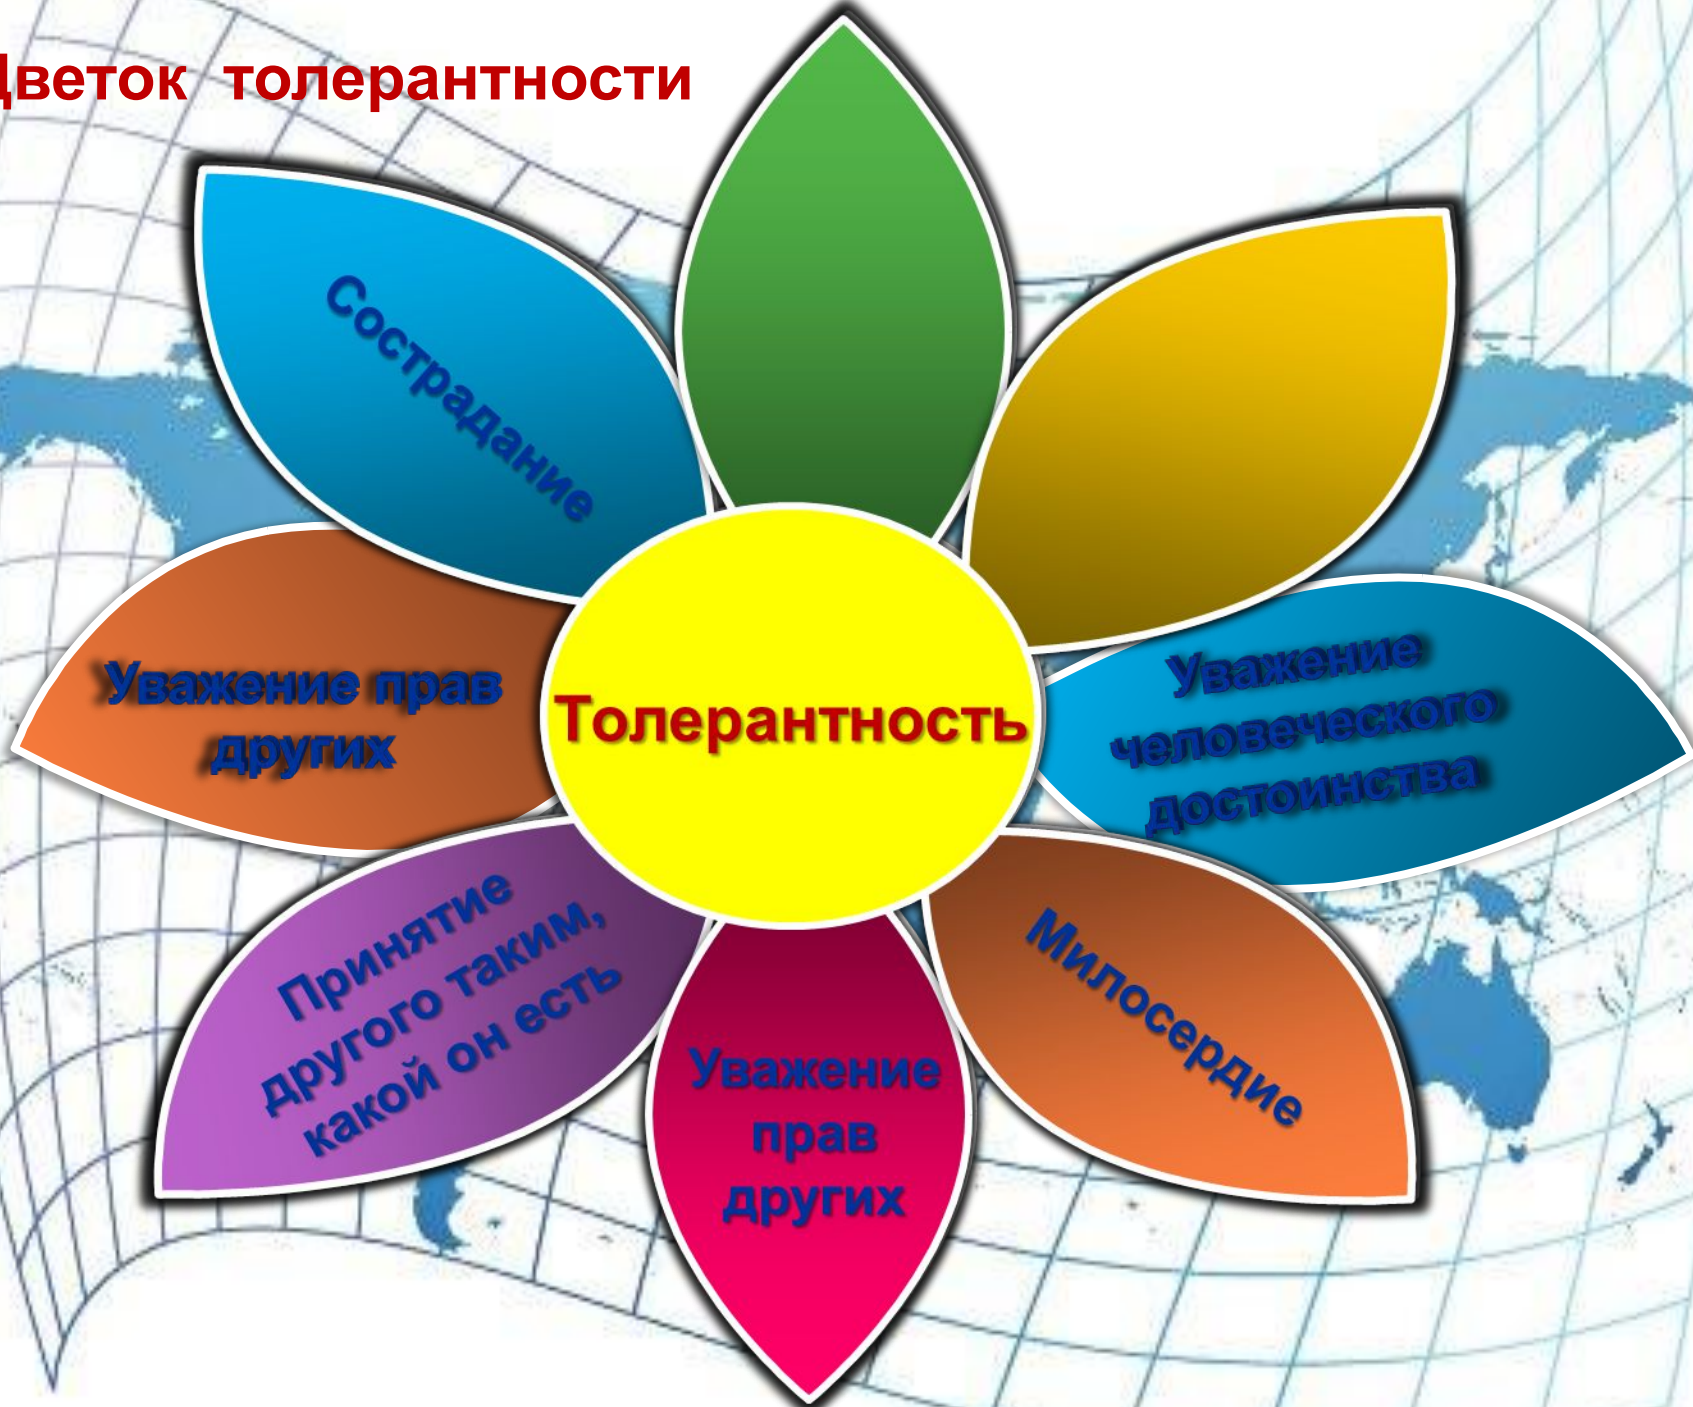 Цветок толерантности
Сострадание
Уважение прав
других
Толерантность
Уважение
человеческого
достоинства
Принятие
другого таким,
какой он есть
Уважение
прав
других
Милосердие